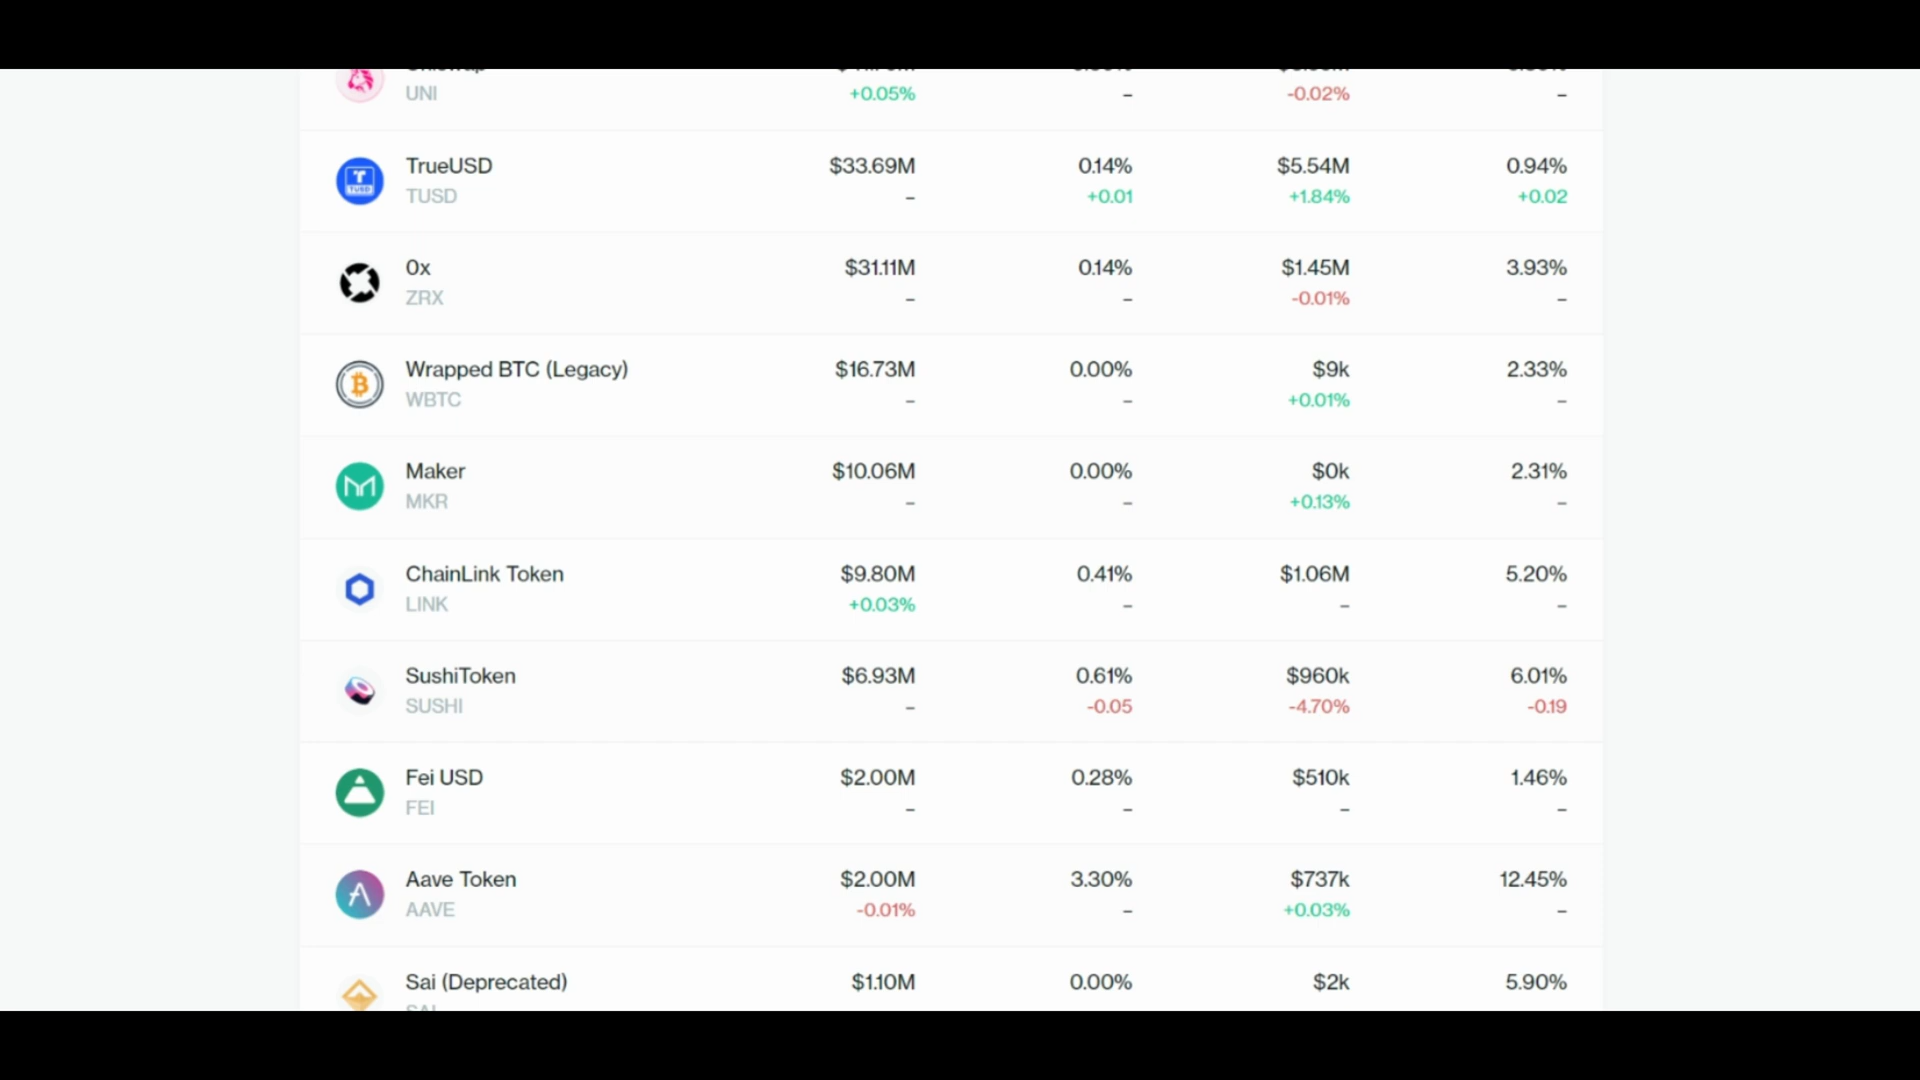 UNI +0.05% – -0.02% –
TrueUSD $33.69M 0.14% $5.54M 0.94%
TUSD – +0.01 +1.84% +0.02
0x $31.11M 0.14% $1.45M 3.93%
ZRX – – -0.01% –
Wrapped BTC (Legacy) $16.73M 0.00% $9k 2.33%
WBTC – – +0.01% –
Maker $10.06M 0.00% $0k 2.31%
MKR – – +0.13% –
ChainLink Token $9.80M 0.41% $1.06M 5.20%
LINK +0.03% – – –
SushiToken $6.93M 0.61% $960k 6.01%
SUSHI – -0.05 -4.70% -0.19
Fei USD $2.00M 0.28% $510k 1.46%
FEI – – – –
Aave Token $2.00M 3.30% $737k 12.45%
AAVE -0.01% – +0.03% –
Sai (Deprecated) $1.10M 0.00% $2k 5.90%